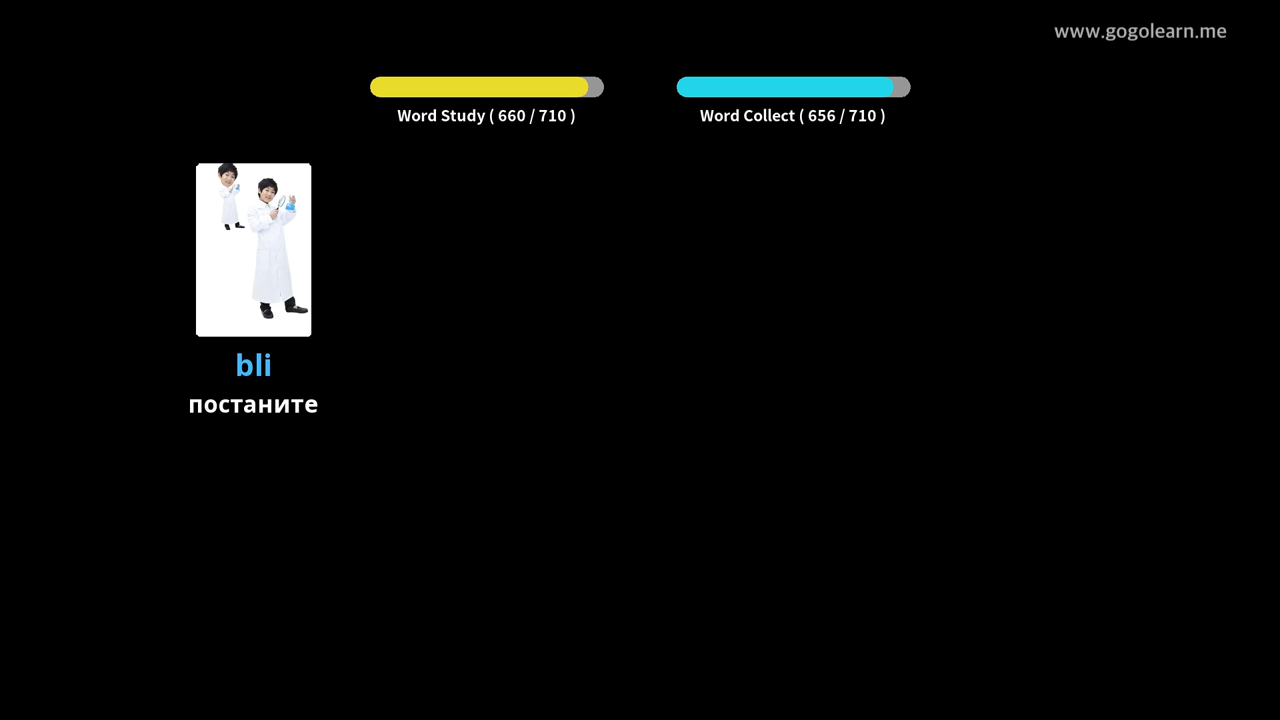 www.gogolearn.me
Word Study ( 660 / 710 )
Word Collect ( 656 / 710 )
bli
постаните